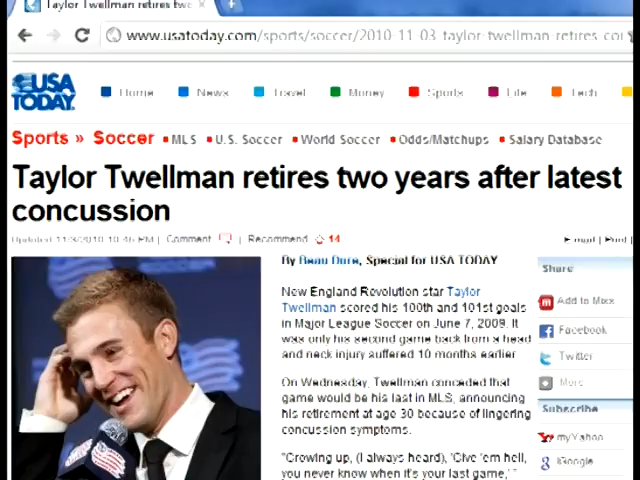 Taylor Twellman retires two
www.usatoday.com/sports/soccer/2010-11-03-taylor-twellman-retires
USA
TODAY
Home News Travel Money Sports Life Tech
Sports » Soccer MLS U.S. Soccer World Soccer Odds/Matchups Salary Database
Taylor Twellman retires two years after latest
concussion
Updated | Comment | Recommend 14
E-mail | Print |
By Beau Dure, Special for USA TODAY
New England Revolution star Taylor
Twellman scored his 100th and 101st goals
in Major League Soccer on June 7, 2009. It
was only his second game back from a head
and neck injury suffered 10 months earlier.
On Wednesday, Twellman conceded that
game would be his last in MLS, announcing
his retirement at age 30 because of lingering
concussion symptoms.
"Growing up, (I always heard), 'Give 'em hell,
you never know when it's your last game,' "
Share
Add to Mixx
Facebook
Twitter
More
Subscribe
myYahoo
iGoogle